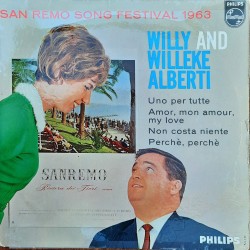 SAN REMO SONG FESTIVAL 1963
PHILIPS
WiLLY AND
WiLLEKE
ALBERTI
Uno per tutte
Amor, mon amour,
my love
Non costa niente
Perchè, perchè
SANREMO
PHILIPS